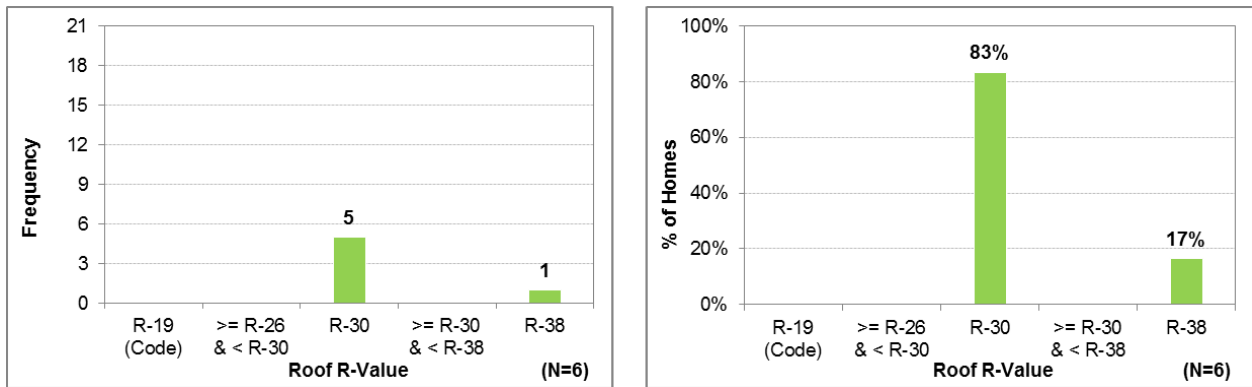 21
18
15
12
9
6
3
0
Frequency
5
1
R-19
(Code)
>= R-26
& < R-30
R-30
>= R-30
& < R-38
R-38
Roof R-Value
(N=6)
100%
80%
60%
40%
20%
0%
% of Homes
83%
17%
R-19
(Code)
>= R-26
& < R-30
R-30
>= R-30
& < R-38
R-38
Roof R-Value
(N=6)